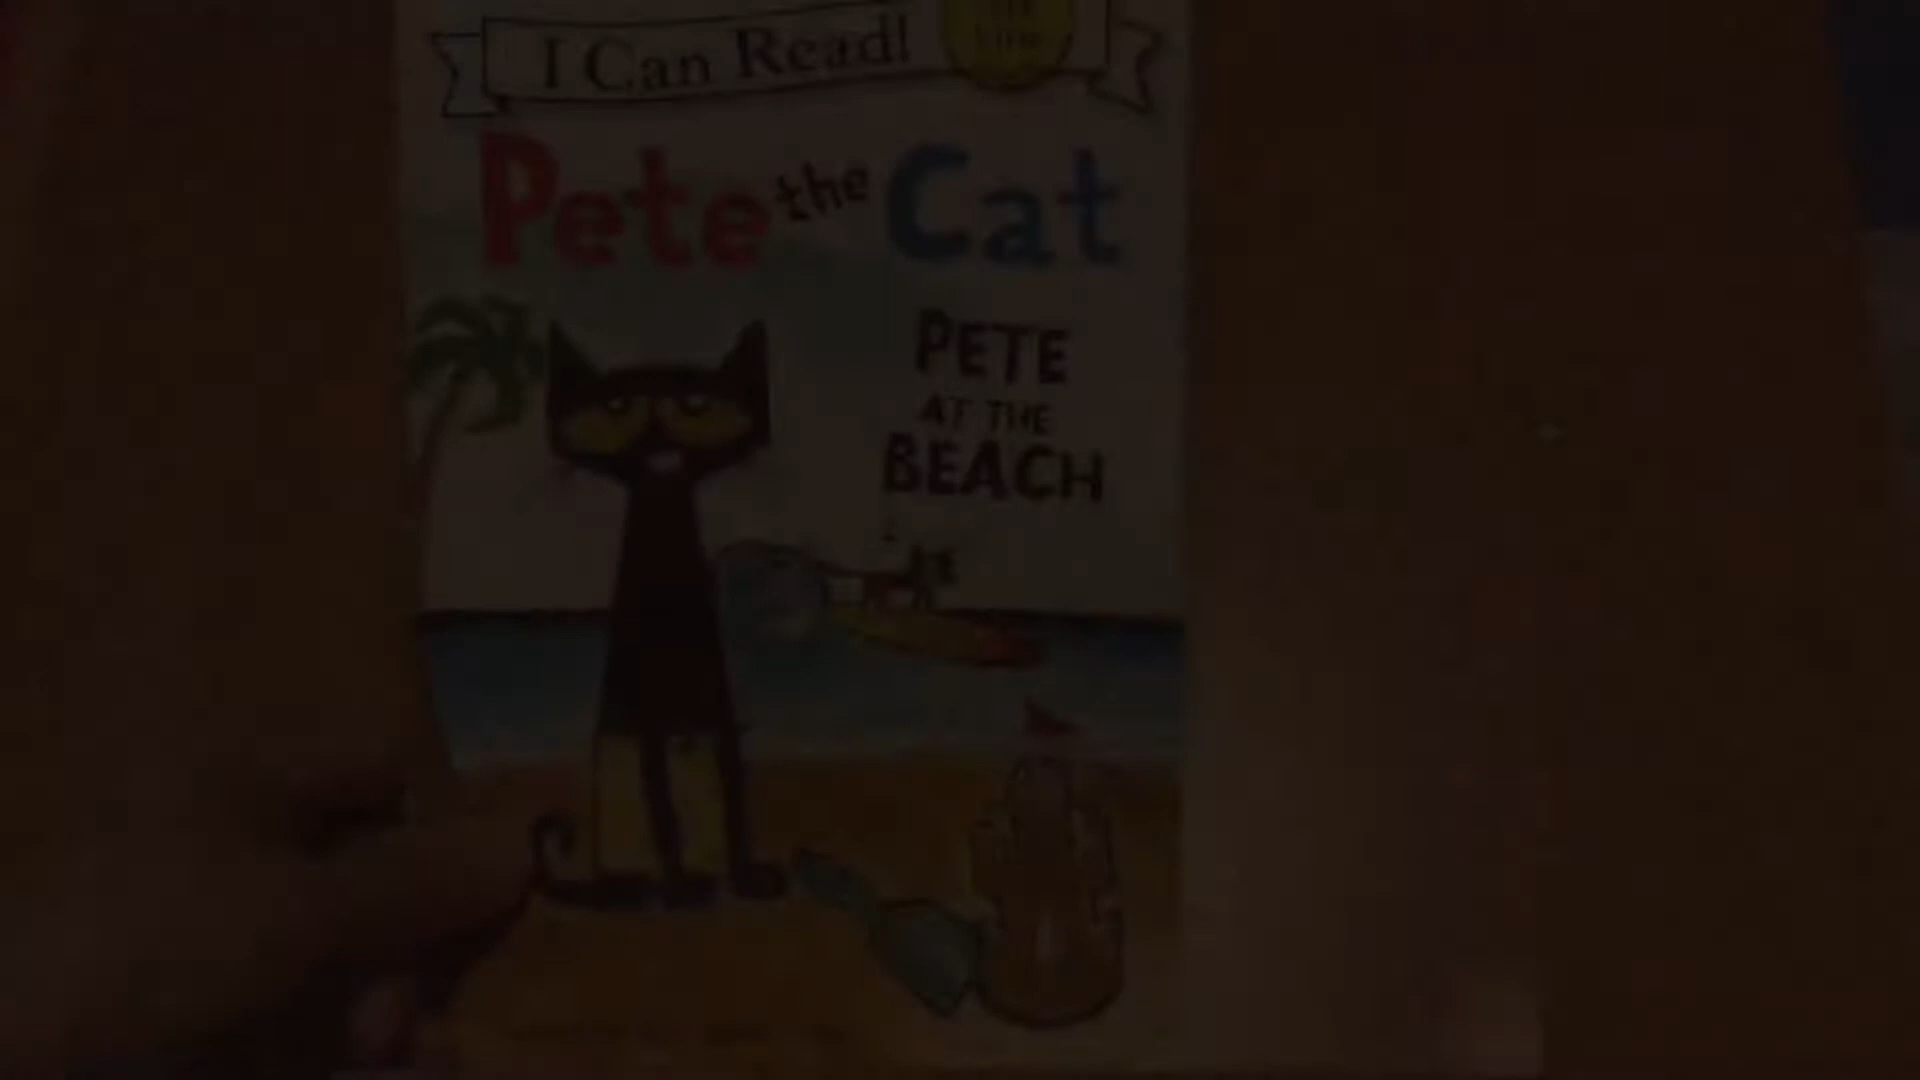 I Can Read!
Pete the Cat
PETE
AT THE
BEACH